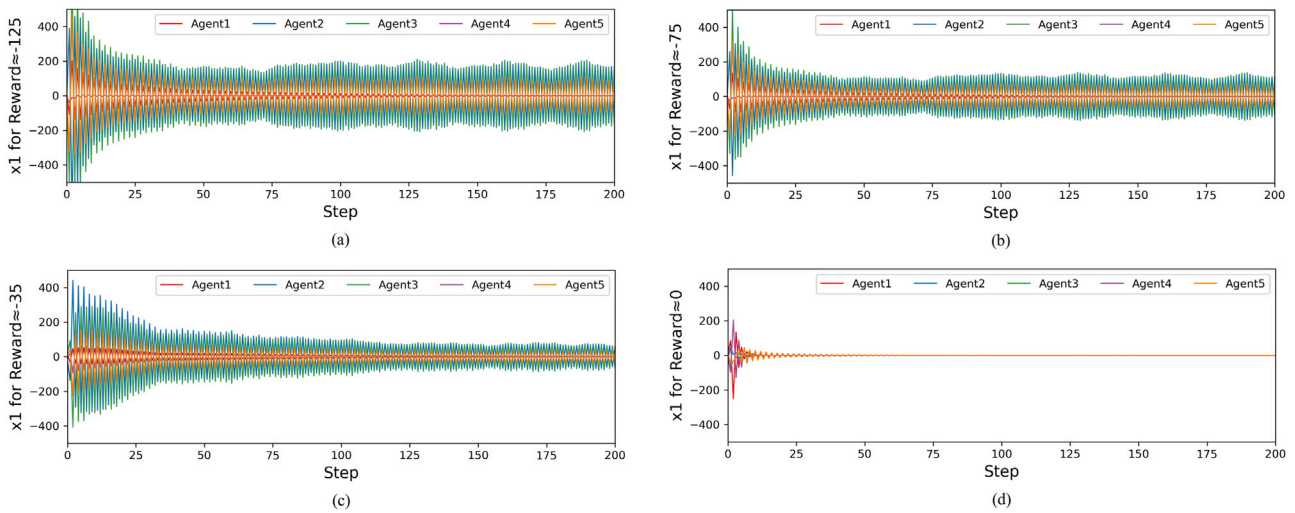 x1 for Reward≈-125
400
200
0
−200
−400
Agent1 Agent2 Agent3 Agent4 Agent5
0 25 50 75 100 125 150 175 200
Step
(a)
x1 for Reward≈-75
400
200
0
−200
−400
Agent1 Agent2 Agent3 Agent4 Agent5
0 25 50 75 100 125 150 175 200
Step
(b)
x1 for Reward≈-35
400
200
0
−200
−400
Agent1 Agent2 Agent3 Agent4 Agent5
0 25 50 75 100 125 150 175 200
Step
(c)
x1 for Reward≈0
400
200
0
−200
−400
Agent1 Agent2 Agent3 Agent4 Agent5
0 25 50 75 100 125 150 175 200
Step
(d)